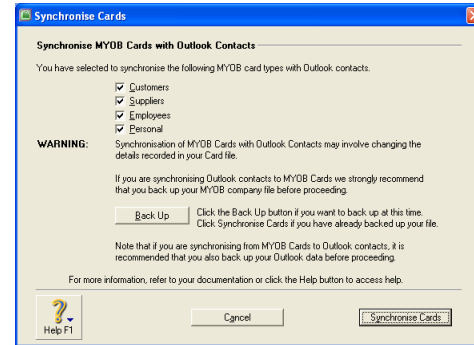 Synchronise Cards
Synchronise MYOB Cards with Outlook Contacts
You have selected to synchronise the following MYOB card types with Outlook contacts.
Customers
Suppliers
Employees
Personal
WARNING: Synchronisation of MYOB Cards with Outlook Contacts may involve changing the
details recorded in your Card file.
If you are synchronising Outlook contacts to MYOB Cards we strongly recommend
that you back up your MYOB company file before proceeding.
Back Up Click the Back Up button if you want to back up at this time.
Click Synchronise Cards if you have already backed up your file.
Note that if you are synchronising from MYOB Cards to Outlook contacts, it is
recommended that you also back up your Outlook data before proceeding.
For more information, refer to your documentation or click the Help button to access help.
Help F1
Cancel
Synchronise Cards